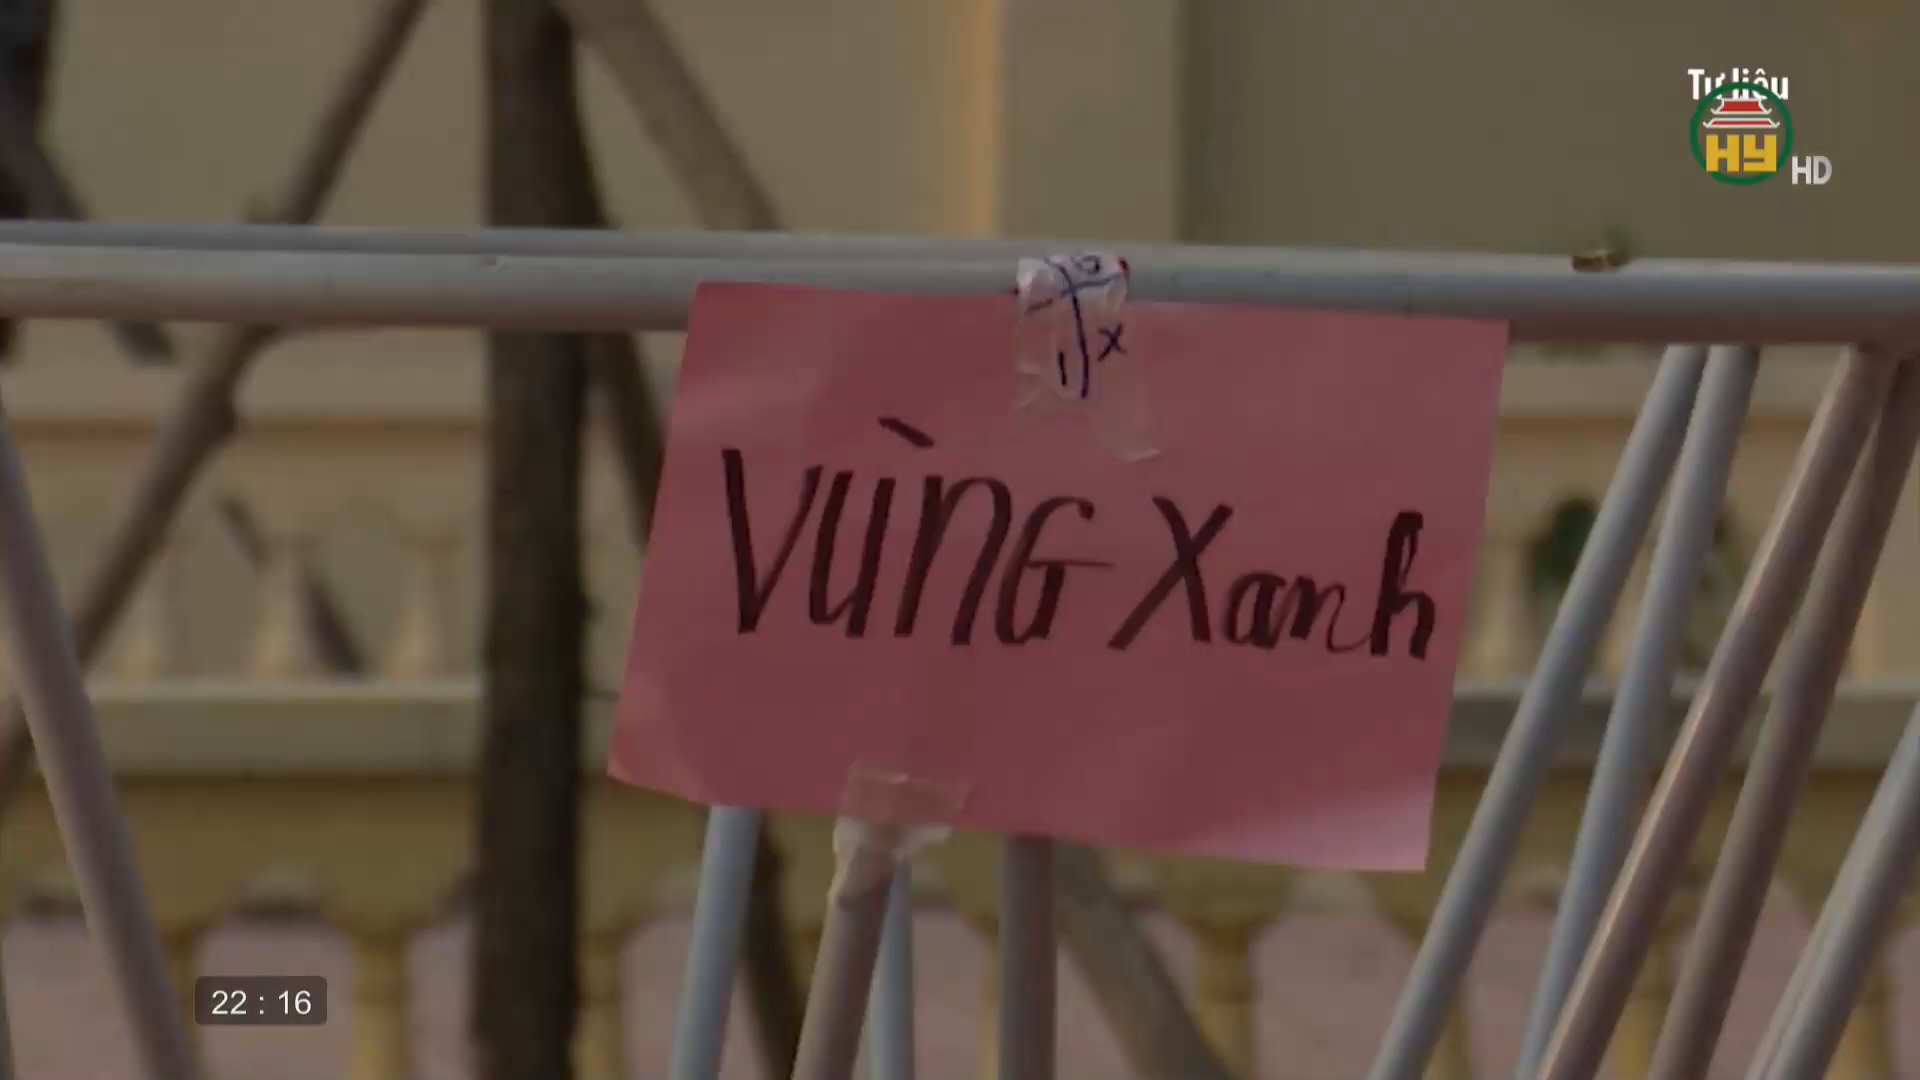 Tư liệu
HY HD
VÙNG Xanh
22 : 16